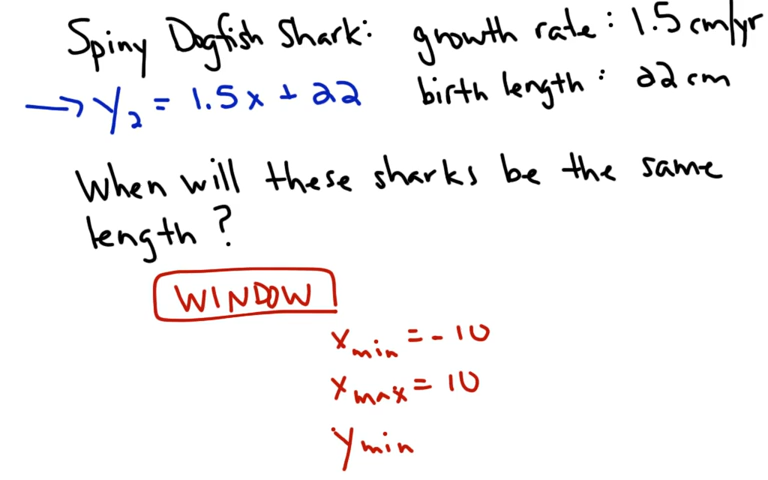 Spiny Dogfish Shark: growth rate: 1.5 cm/yr
→ y₂ = 1.5x + 22 birth length: 22 cm
When will these sharks be the same
length?
WINDOW
xmin = -10
xmax = 10
ymin